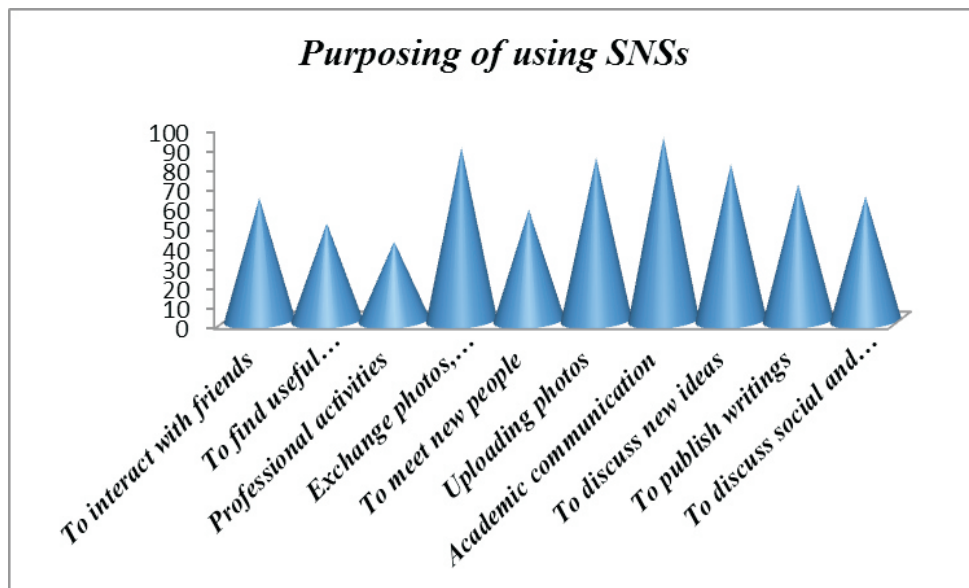 Purposing of using SNSs
100
90
80
70
60
50
40
30
20
10
0
To interact with friends
To find useful…
Professional activities
Exchange photos,…
To meet new people
Uploading photos
Academic communication
To discuss new ideas
To publish writings
To discuss social and…